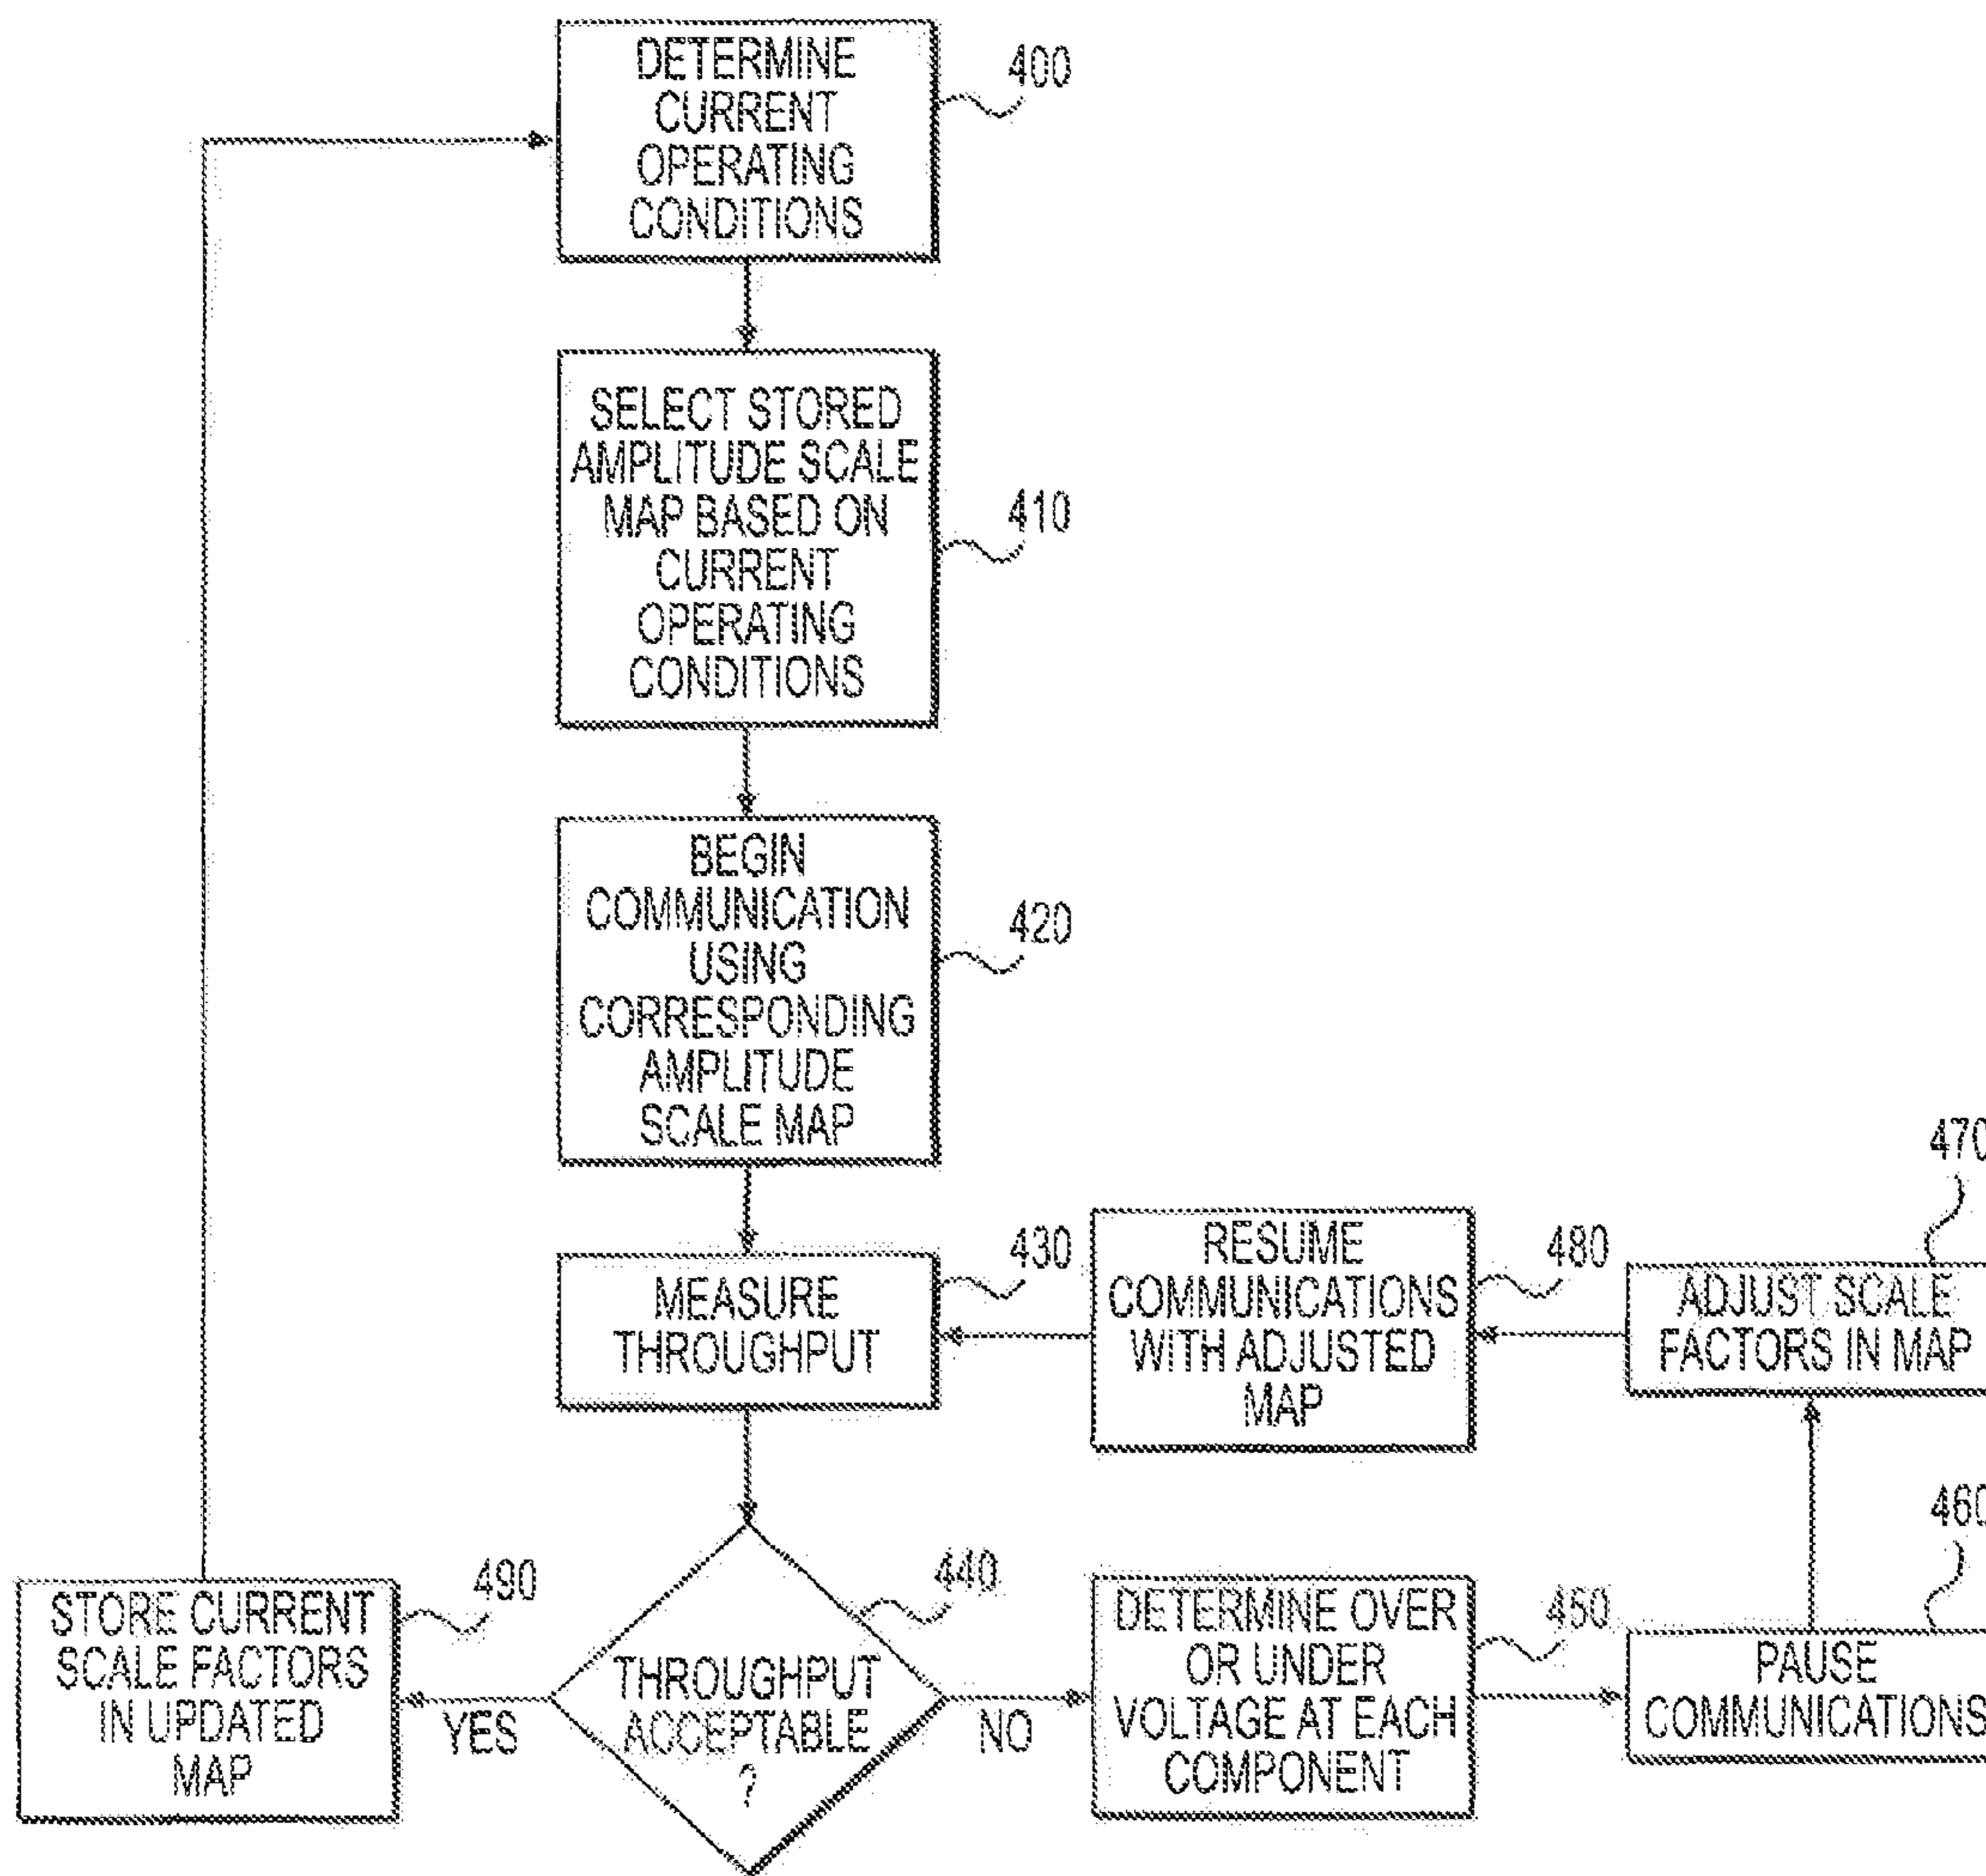 DETERMINE
CURRENT
OPERATING
CONDITIONS
400
SELECT STORED
AMPLITUDE SCALE
MAP BASED ON
CURRENT
OPERATING
CONDITIONS
410
BEGIN
COMMUNICATION
USING
CORRESPONDING
AMPLITUDE
SCALE MAP
420
MEASURE
THROUGHPUT
430
RESUME
COMMUNICATIONS
WITH ADJUSTED
MAP
480
ADJUST SCALE
FACTORS IN MAP
470
STORE CURRENT
SCALE FACTORS
IN UPDATED
MAP
490
YES
THROUGHPUT
ACCEPTABLE
?
440
NO
DETERMINE OVER
OR UNDER
VOLTAGE AT EACH
COMPONENT
450
PAUSE
COMMUNICATIONS
460